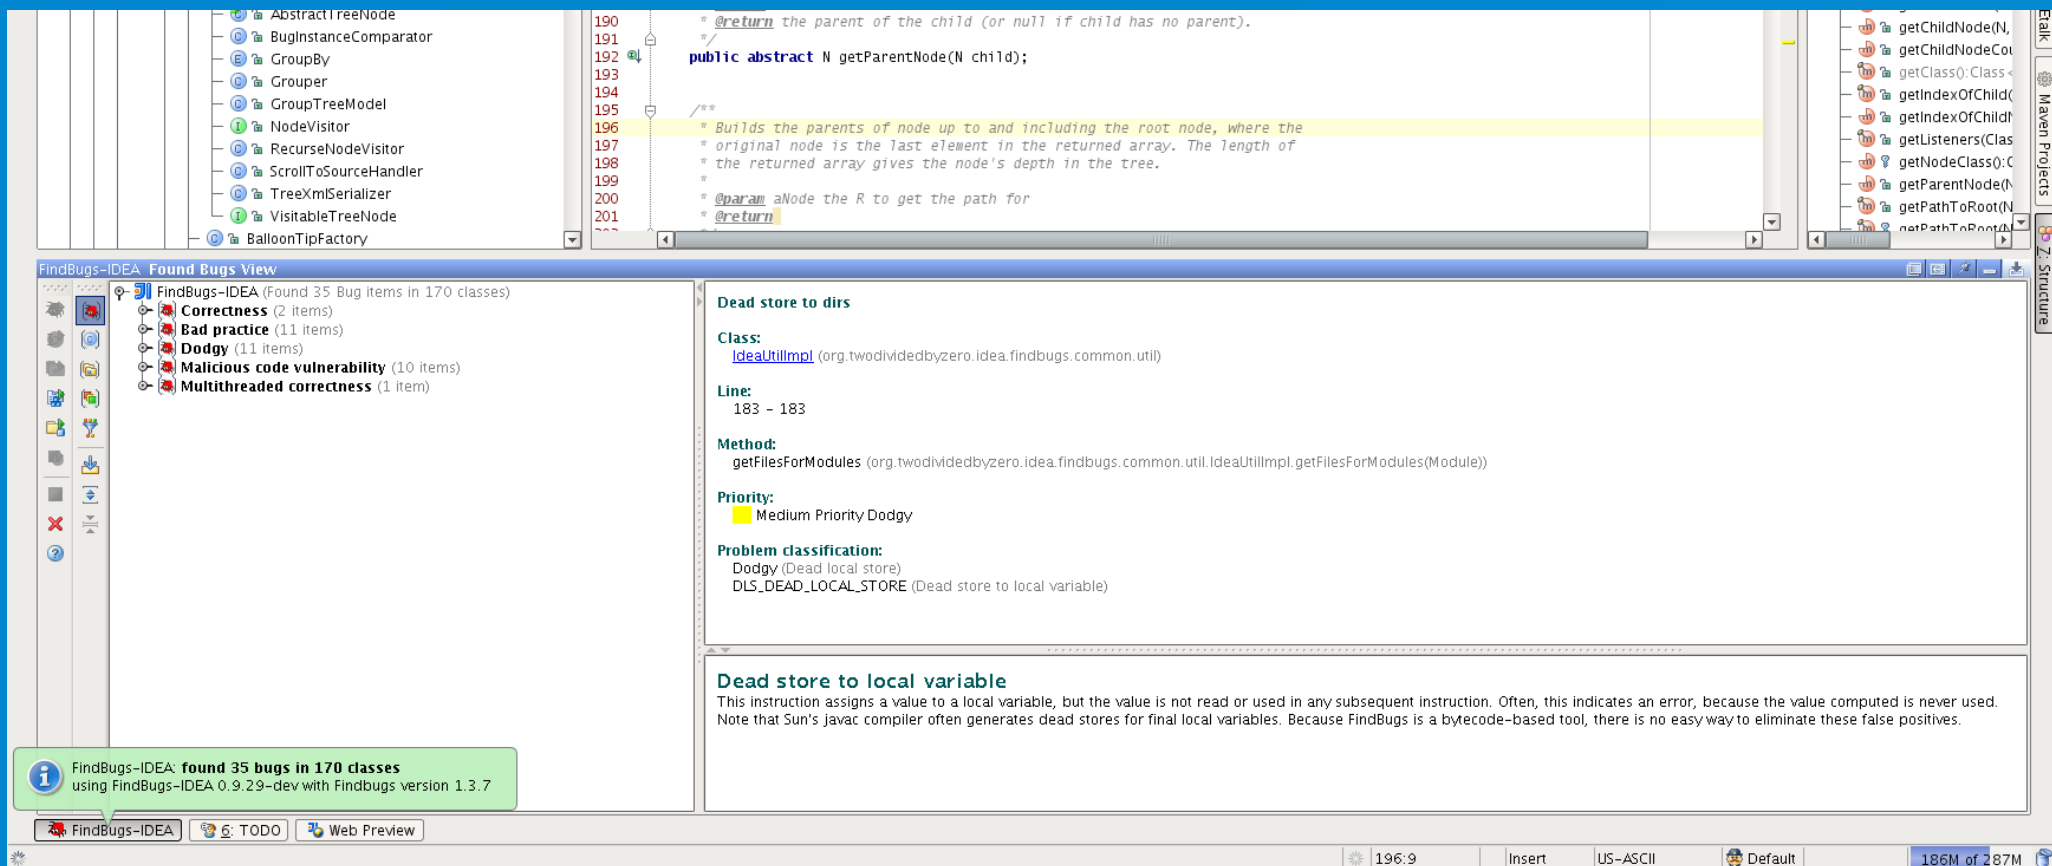 AbstractTreeNode
BugInstanceComparator
GroupBy
Grouper
GroupTreeModel
NodeVisitor
RecurseNodeVisitor
ScrollToSourceHandler
TreeXmlSerializer
VisitableTreeNode
BalloonTipFactory
190 * @return the parent of the child (or null if child has no parent).
191 */
192 public abstract N getParentNode(N child);
193
194
195 /**
196 * Builds the parents of node up to and including the root node, where the
197 * original node is the last element in the returned array. The length of
198 * the returned array gives the node's depth in the tree.
199 *
200 * @param aNode the R to get the path for
201 * @return
getChildNode(N,
getChildNodeCou
getClass():Class<
getIndexOfChild(
getIndexOfChildN
getListeners(Clas
getNodeClass():C
getParentNode(N
getPathToRoot(N
getPathToRoot(N
Etalk
Maven Projects
Z: Structure
FindBugs-IDEA Found Bugs View
FindBugs-IDEA (Found 35 Bug items in 170 classes)
Correctness (2 items)
Bad practice (11 items)
Dodgy (11 items)
Malicious code vulnerability (10 items)
Multithreaded correctness (1 item)
Dead store to dirs
Class:
IdeaUtilImpl (org.twodividedbyzero.idea.findbugs.common.util)
Line:
183 - 183
Method:
getFilesForModules (org.twodividedbyzero.idea.findbugs.common.util.IdeaUtilImpl.getFilesForModules(Module))
Priority:
Medium Priority Dodgy
Problem classification:
Dodgy (Dead local store)
DLS_DEAD_LOCAL_STORE (Dead store to local variable)
Dead store to local variable
This instruction assigns a value to a local variable, but the value is not read or used in any subsequent instruction. Often, this indicates an error, because the value computed is never used.
Note that Sun's javac compiler often generates dead stores for final local variables. Because FindBugs is a bytecode-based tool, there is no easy way to eliminate these false positives.
FindBugs-IDEA: found 35 bugs in 170 classes
using FindBugs-IDEA 0.9.29-dev with Findbugs version 1.3.7
FindBugs-IDEA
6: TODO
Web Preview
196:9
Insert
US-ASCII
Default
186M of 287M